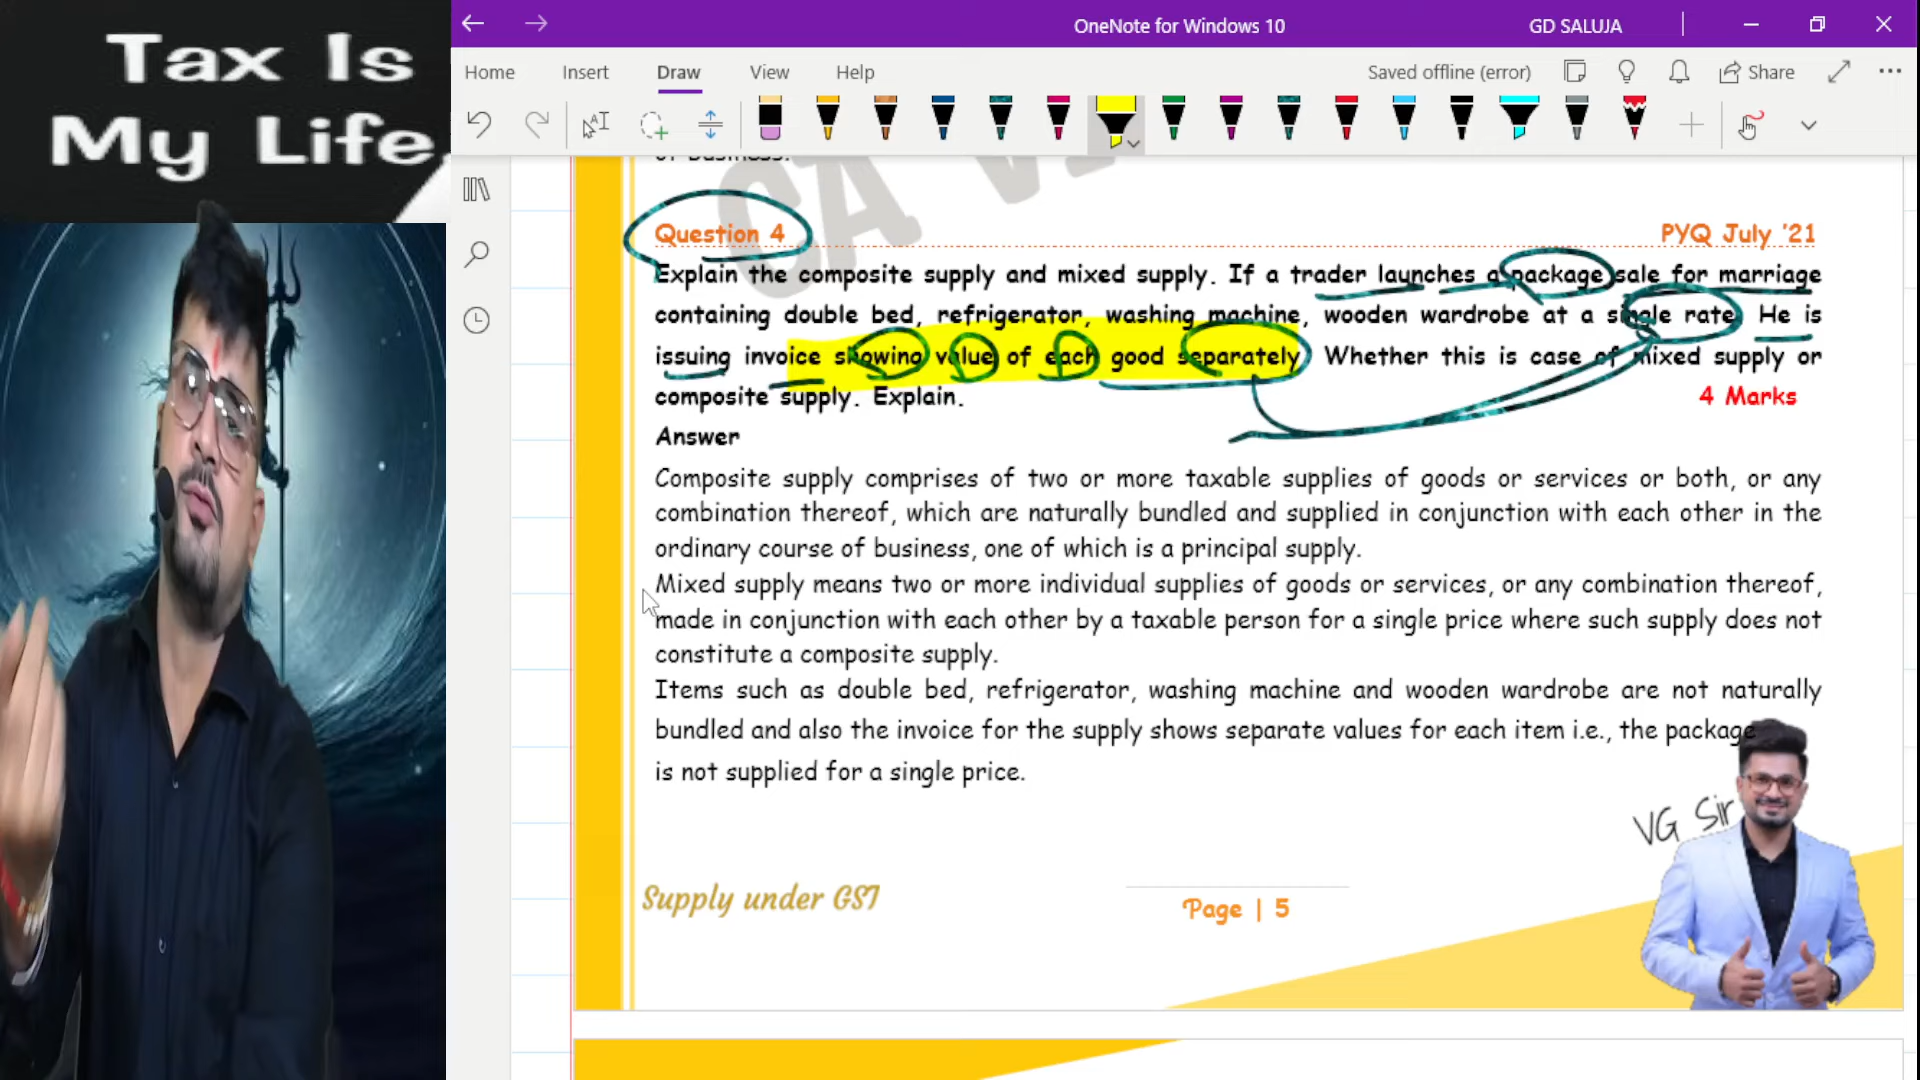 Tax Is
My Life.
OneNote for Windows 10
GD SALUJA
Home Insert Draw View Help
Saved offline (error)
Share
of business.
CA
Question 4
PYQ July '21
Explain the composite supply and mixed supply. If a trader launches a package sale for marriage
containing double bed, refrigerator, washing machine, wooden wardrobe at a single rate. He is
issuing invoice showing value of each good separately. Whether this is case of mixed supply or
composite supply. Explain.
4 Marks
Answer
Composite supply comprises of two or more taxable supplies of goods or services or both, or any
combination thereof, which are naturally bundled and supplied in conjunction with each other in the
ordinary course of business, one of which is a principal supply.
Mixed supply means two or more individual supplies of goods or services, or any combination thereof,
made in conjunction with each other by a taxable person for a single price where such supply does not
constitute a composite supply.
Items such as double bed, refrigerator, washing machine and wooden wardrobe are not naturally
bundled and also the invoice for the supply shows separate values for each item i.e., the package
is not supplied for a single price.
VG Sir
Supply under GST
Page | 5